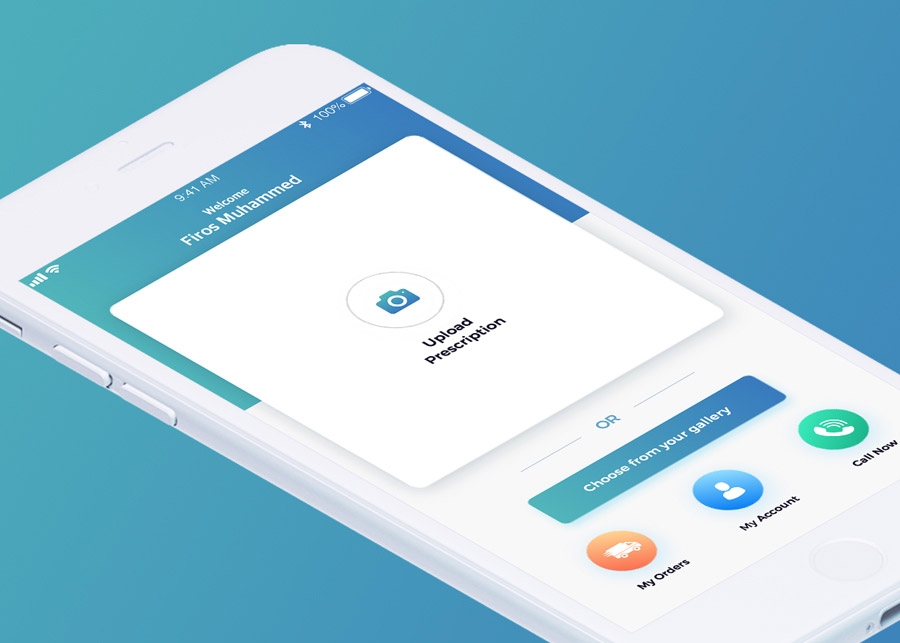 9:41 AM
100%
Welcome
Firos Muhammed
Upload
Prescription
OR
Choose from your gallery
My Orders
My Account
Call Now